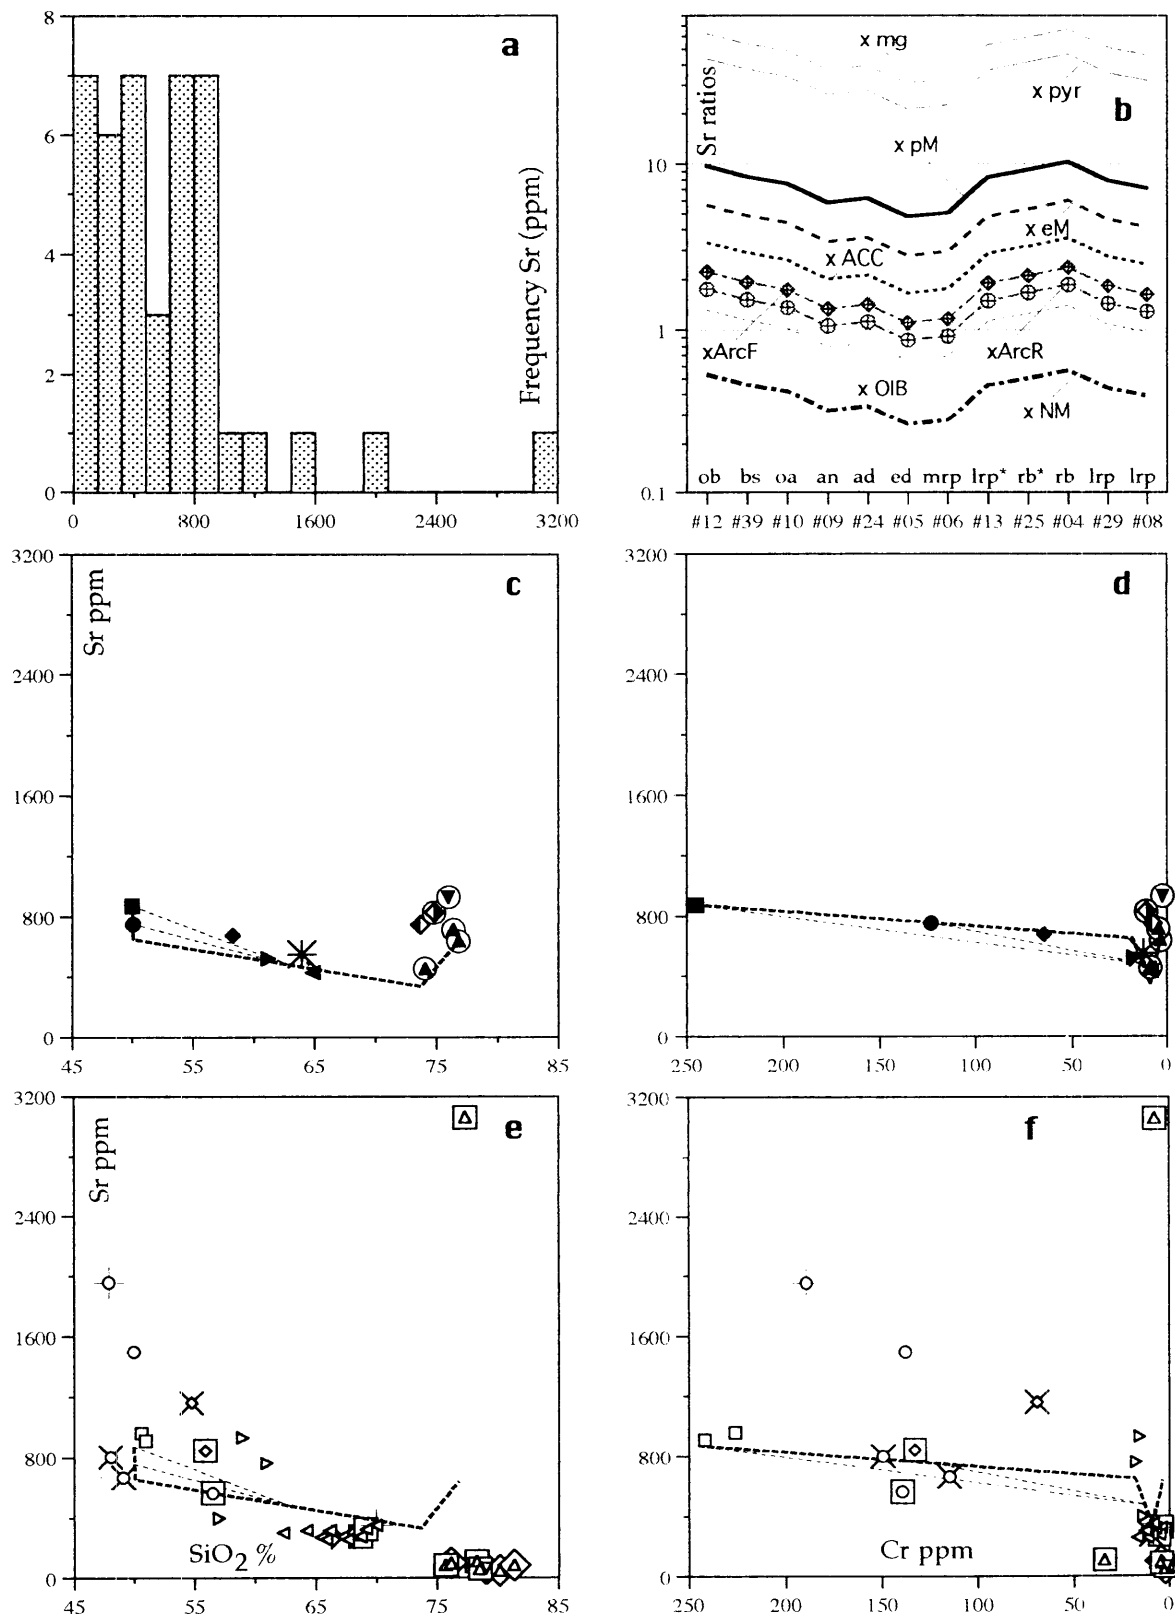 a
8
6
4
2
0
Frequency Sr (ppm)
0 800 1600 2400 3200
b
Sr ratios
10
1
0.1
x mg
x pyr
x pM
x eM
x ACC
xArcF
xArcR
x OIB
x NM
ob bs oa an ad ed mrp lrp* rb* rb lrp lrp
#12 #39 #10 #09 #24 #05 #06 #13 #25 #04 #29 #08
c
Sr ppm
3200
2400
1600
800
0
45 55 65 75 85
d
3200
2400
1600
800
0
250 200 150 100 50 0
e
Sr ppm
3200
2400
1600
800
0
SiO2 %
45 55 65 75 85
f
3200
2400
1600
800
0
Cr ppm
250 200 150 100 50 0